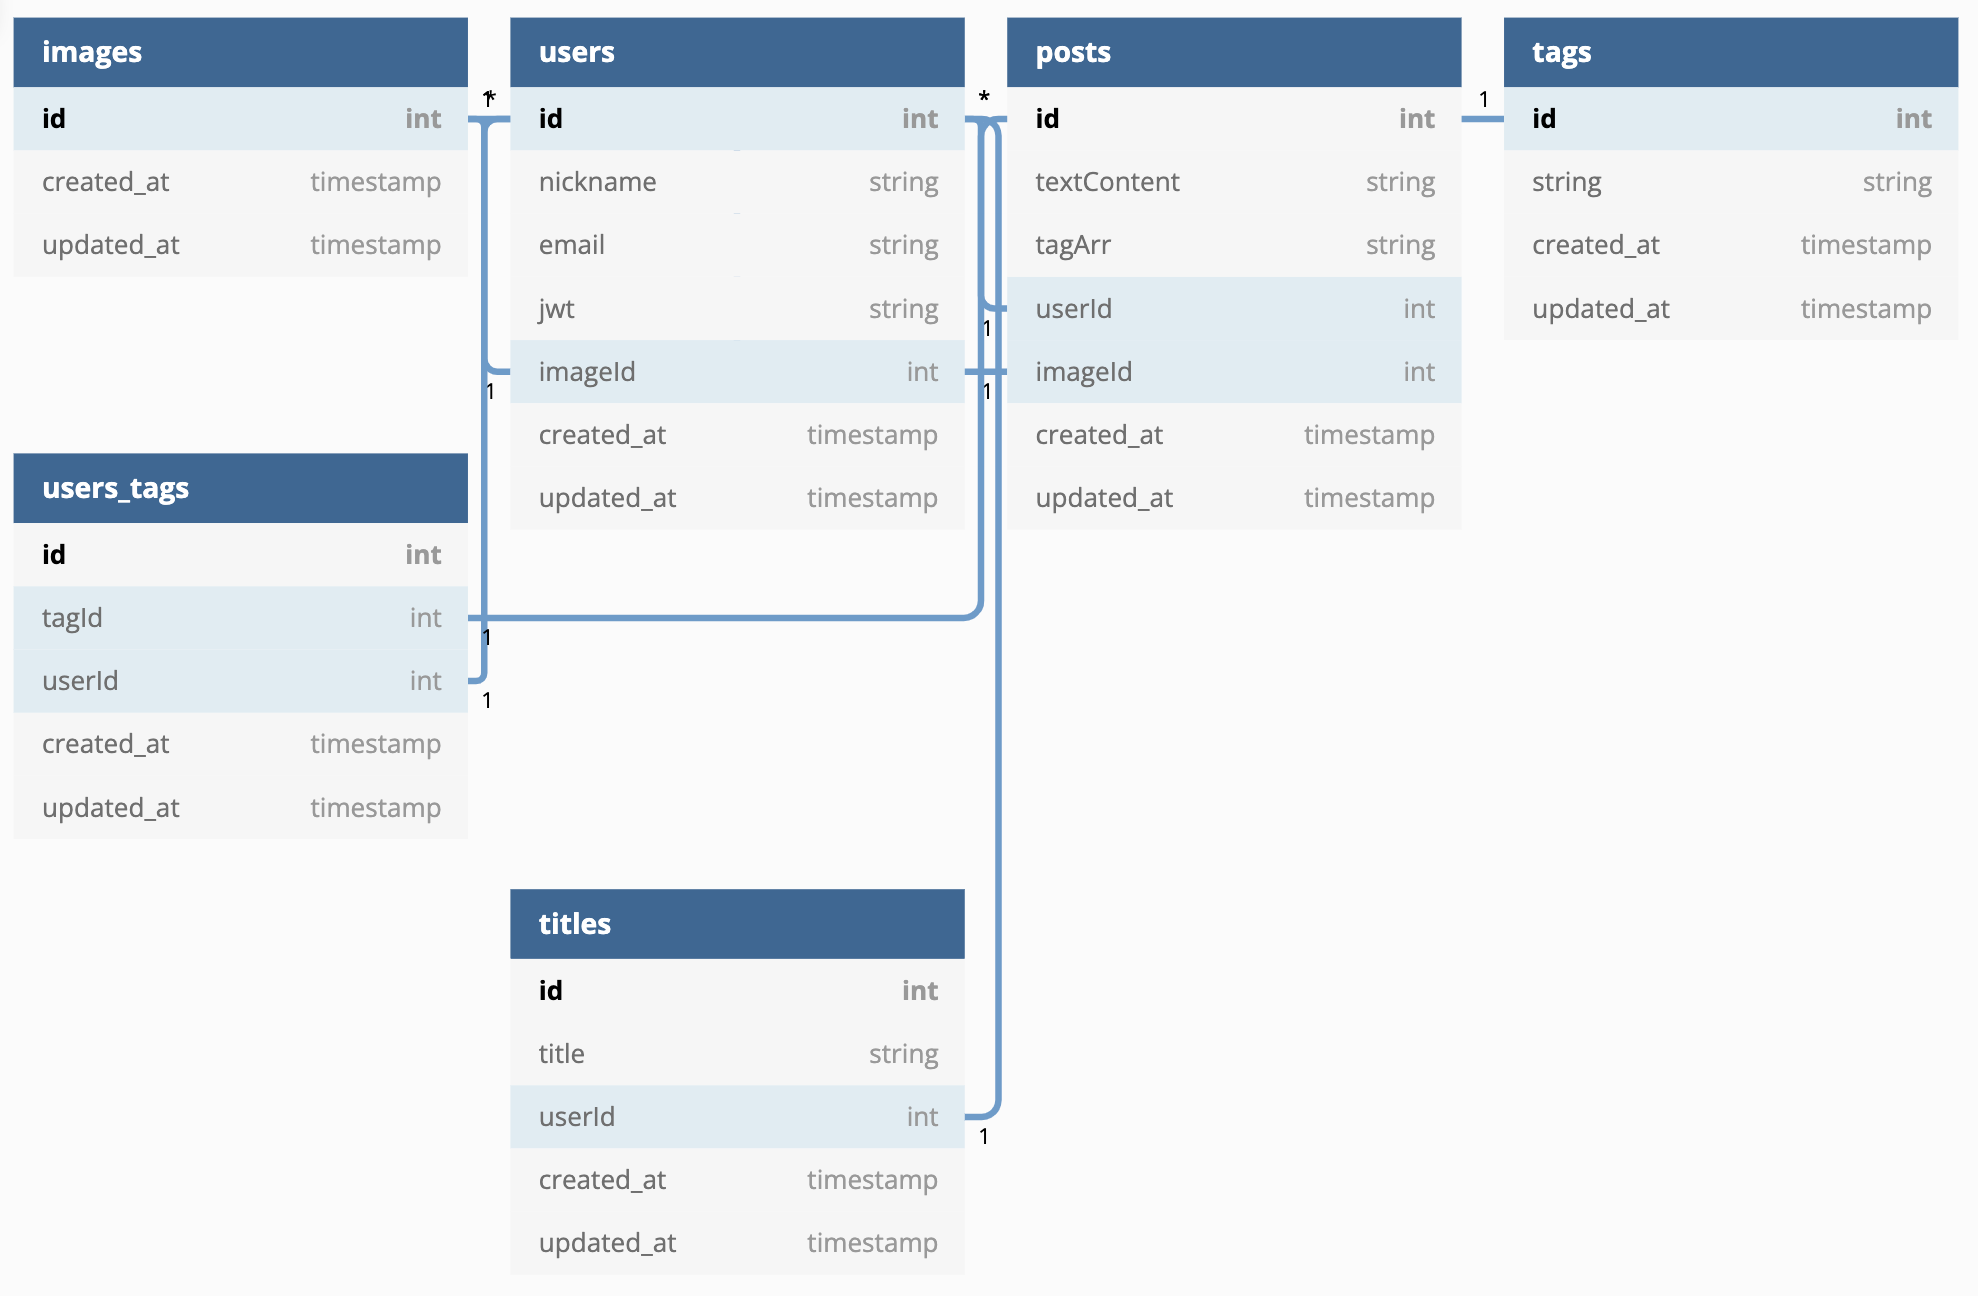 images
id int
created_at timestamp
updated_at timestamp
users
id int
nickname string
email string
jwt string
imageId int
created_at timestamp
updated_at timestamp
posts
id int
textContent string
tagArr string
userId int
imageId int
created_at timestamp
updated_at timestamp
tags
id int
string string
created_at timestamp
updated_at timestamp
users_tags
id int
tagId int
userId int
created_at timestamp
updated_at timestamp
titles
id int
title string
userId int
created_at timestamp
updated_at timestamp
1
*
*
1
1
1
1
1
1
1